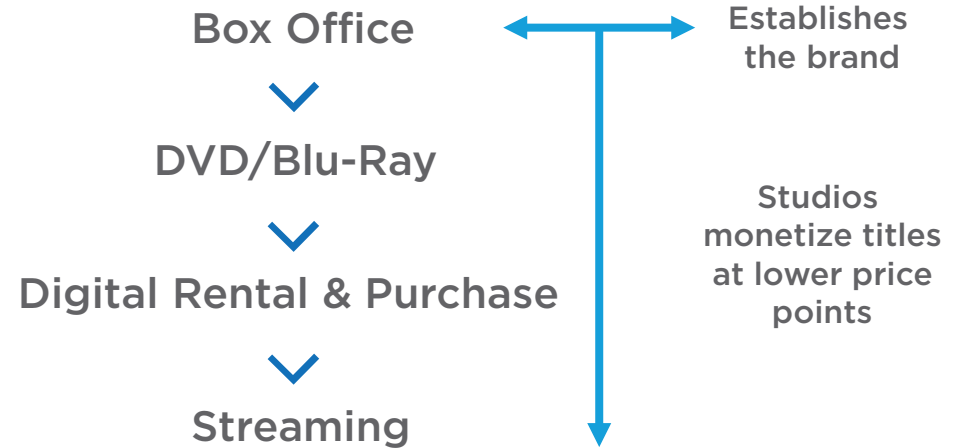 Box Office
Establishes
the brand
DVD/Blu-Ray
Studios
monetize titles
at lower price
points
Digital Rental & Purchase
Streaming